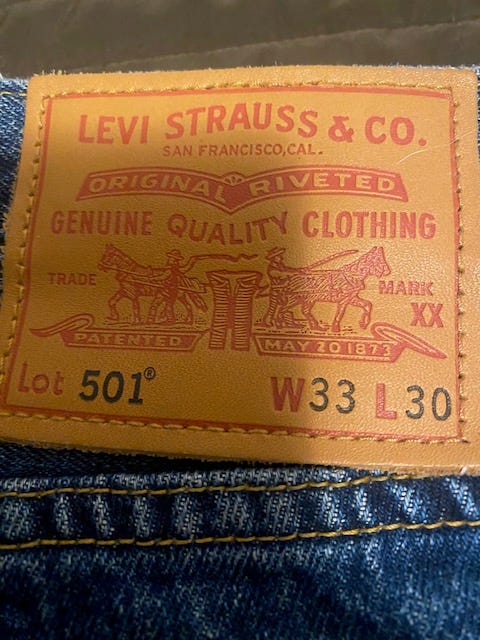 LEVI STRAUSS & CO.
SAN FRANCISCO, CAL.
ORIGINAL RIVETED
GENUINE QUALITY CLOTHING
TRADE MARK
XX
PATENTED MAY 20 1873
Lot 501® W33 L30